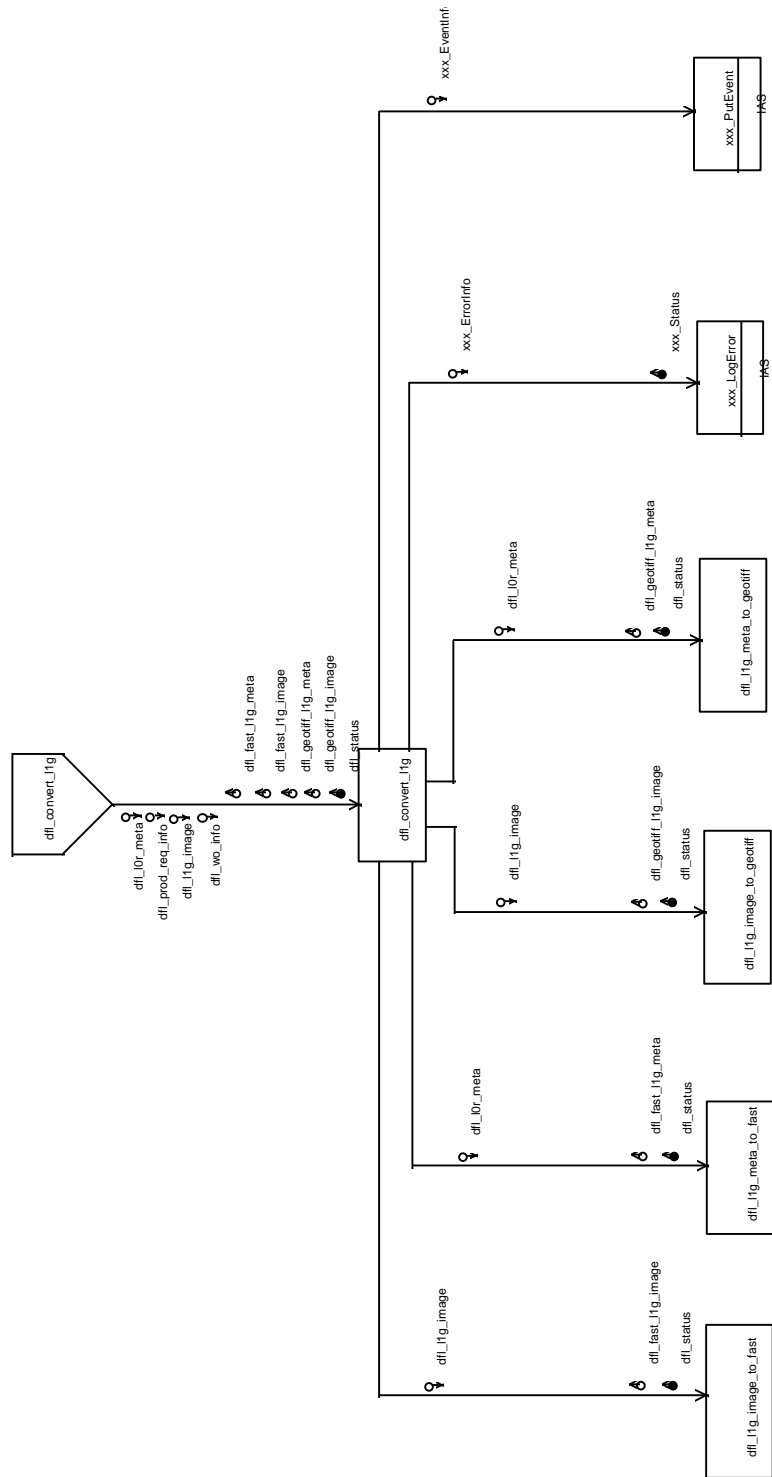 dfl_convert_l1g
dfl_l0r_meta
dfl_prod_req_info
dfl_l1g_image
dfl_wo_info
dfl_fast_l1g_meta
dfl_fast_l1g_image
dfl_geotiff_l1g_meta
dfl_geotiff_l1g_image
dfl_status
dfl_convert_l1g
dfl_l1g_image
dfl_fast_l1g_image
dfl_status
dfl_l1g_image_to_fast
dfl_l0r_meta
dfl_fast_l1g_meta
dfl_status
dfl_l1g_meta_to_fast
dfl_l1g_image
dfl_geotiff_l1g_image
dfl_status
dfl_l1g_image_to_geotiff
dfl_l0r_meta
dfl_geotiff_l1g_meta
dfl_status
dfl_l1g_meta_to_geotiff
xxx_ErrorInfo
xxx_Status
xxx_LogError
IAS
xxx_EventInf
xxx_PutEvent
IAS